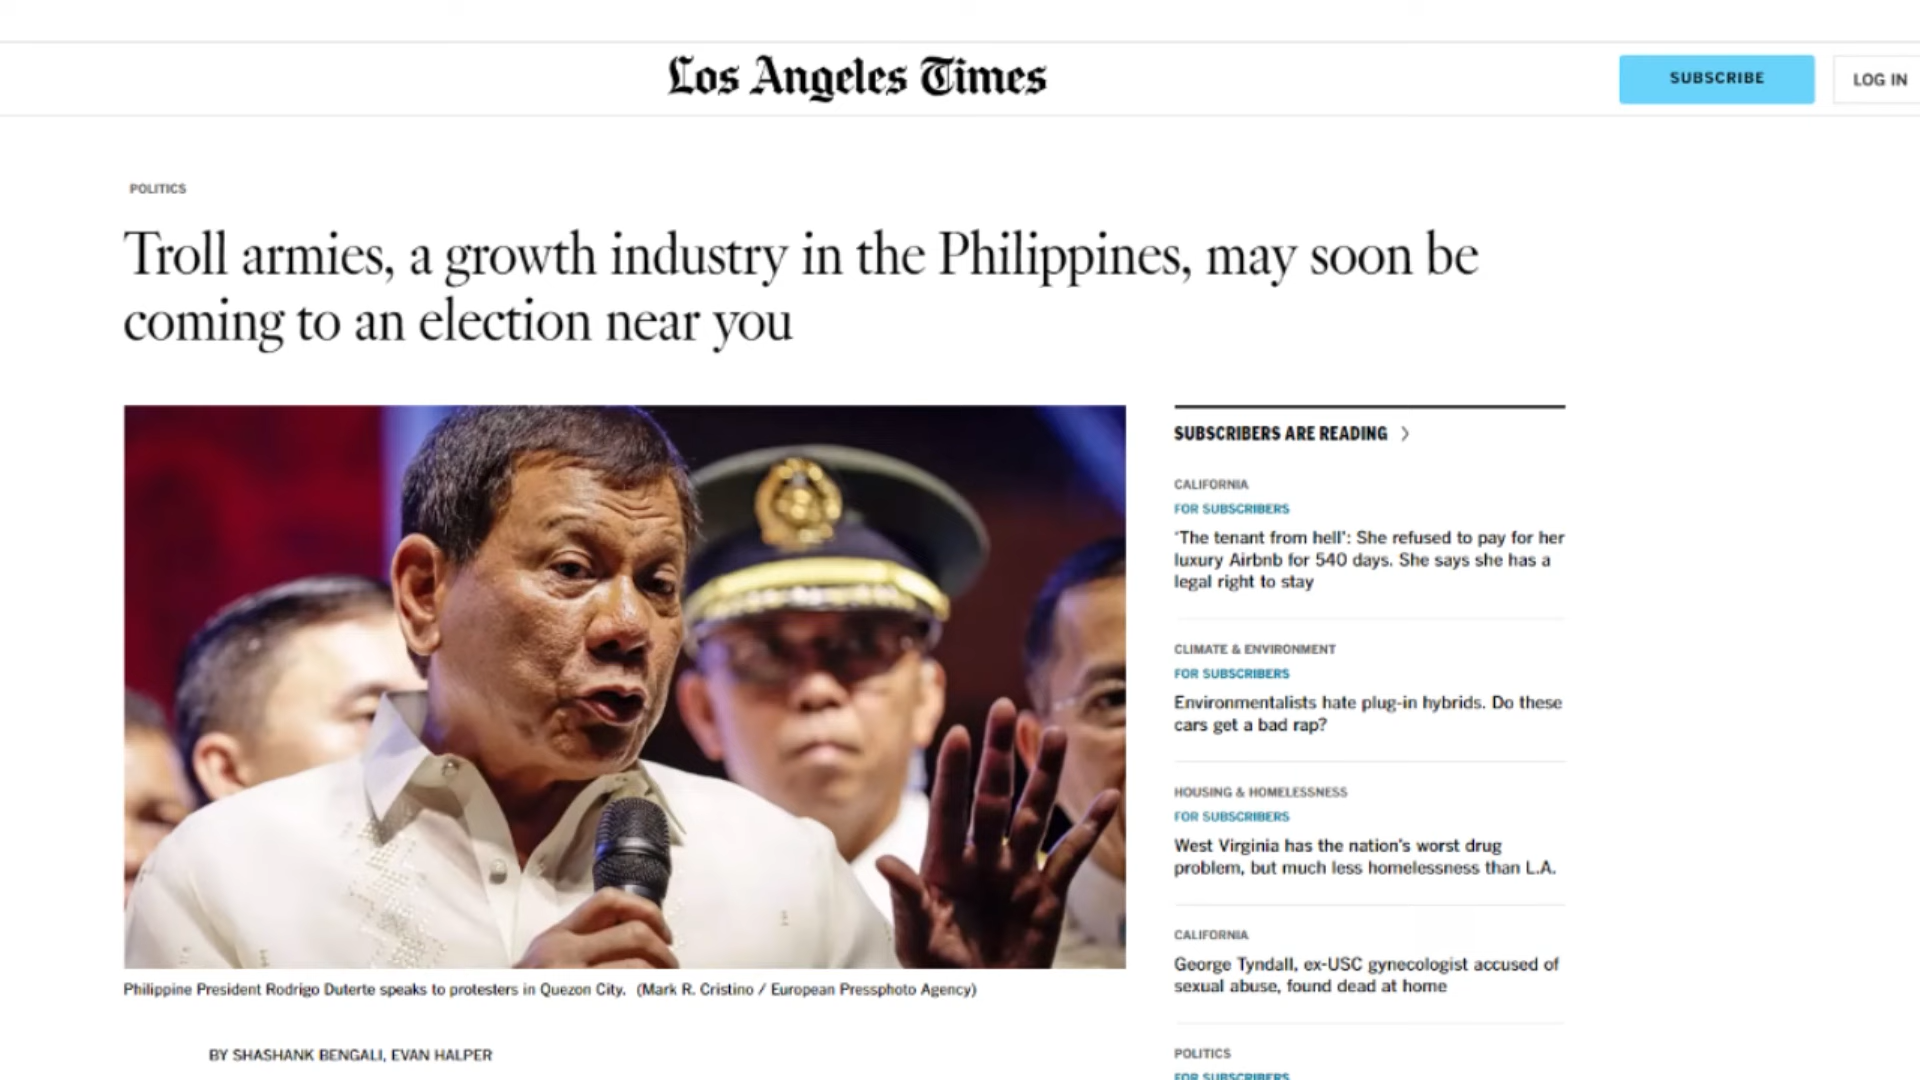 Los Angeles Times
SUBSCRIBE
LOG IN
POLITICS
Troll armies, a growth industry in the Philippines, may soon be
coming to an election near you
Philippine President Rodrigo Duterte speaks to protesters in Quezon City. (Mark R. Cristino / European Pressphoto Agency)
BY SHASHANK BENGALI, EVAN HALPER
SUBSCRIBERS ARE READING >
CALIFORNIA
FOR SUBSCRIBERS
‘The tenant from hell’: She refused to pay for her
luxury Airbnb for 540 days. She says she has a
legal right to stay
CLIMATE & ENVIRONMENT
FOR SUBSCRIBERS
Environmentalists hate plug-in hybrids. Do these
cars get a bad rap?
HOUSING & HOMELESSNESS
FOR SUBSCRIBERS
West Virginia has the nation’s worst drug
problem, but much less homelessness than L.A.
CALIFORNIA
George Tyndall, ex-USC gynecologist accused of
sexual abuse, found dead at home
POLITICS
FOR SUBSCRIBERS